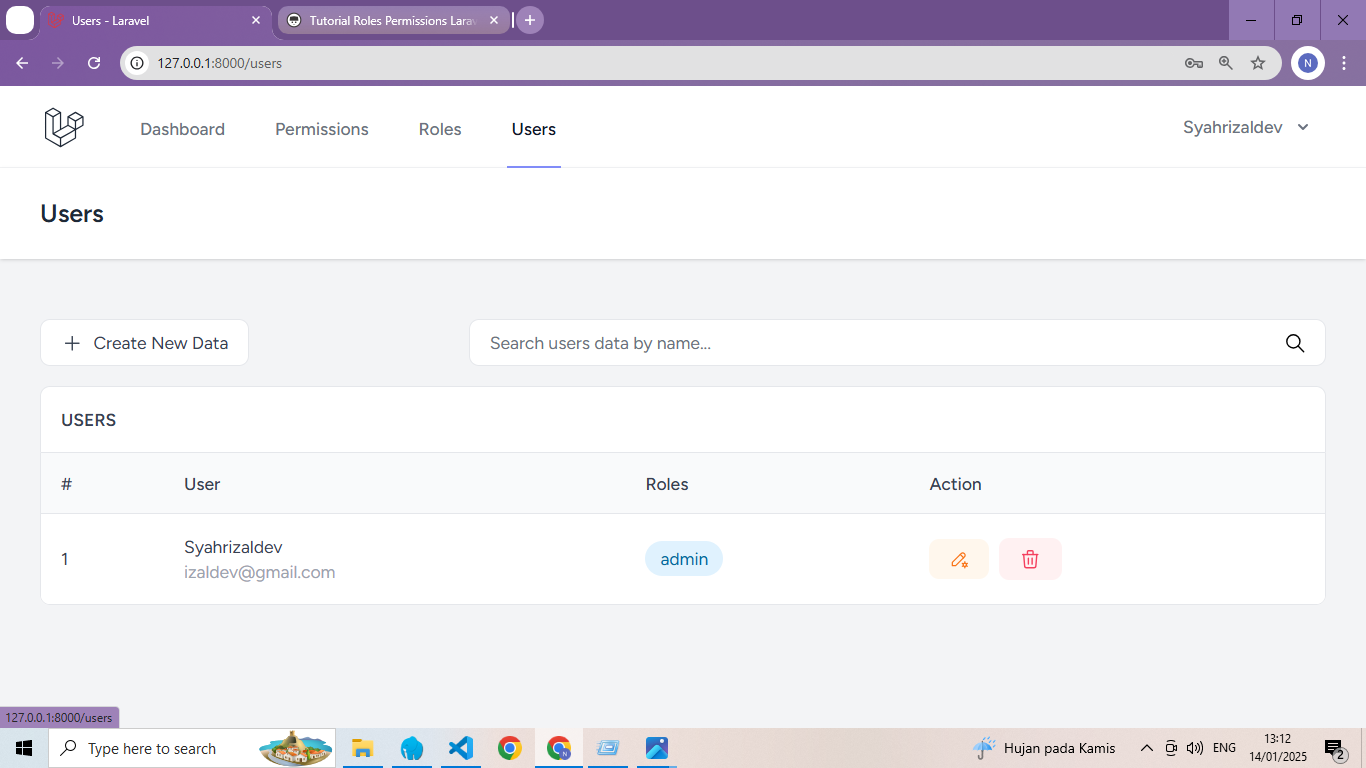 Users - Laravel
Tutorial Roles Permissions Larav
127.0.0.1:8000/users
N
Dashboard
Permissions
Roles
Users
Syahrizaldev
Users
Create New Data
Search users data by name...
USERS
# User Roles Action
1 Syahrizaldev admin
izaldev@gmail.com
127.0.0.1:8000/users
Type here to search
Hujan pada Kamis
ENG
13:12
14/01/2025
2